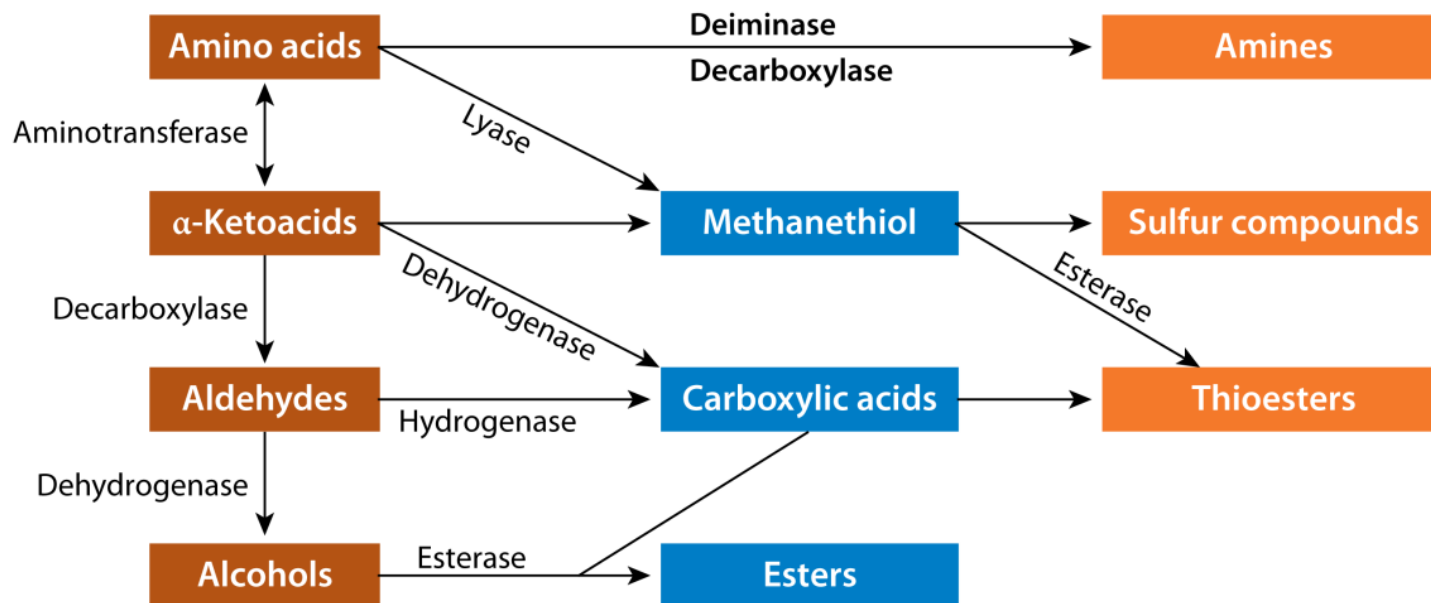 Amino acids
Deiminase
Decarboxylase
Amines
Aminotransferase
Lyase
α-Ketoacids
Methanethiol
Sulfur compounds
Decarboxylase
Dehydrogenase
Esterase
Aldehydes
Hydrogenase
Carboxylic acids
Thioesters
Dehydrogenase
Alcohols
Esterase
Esters